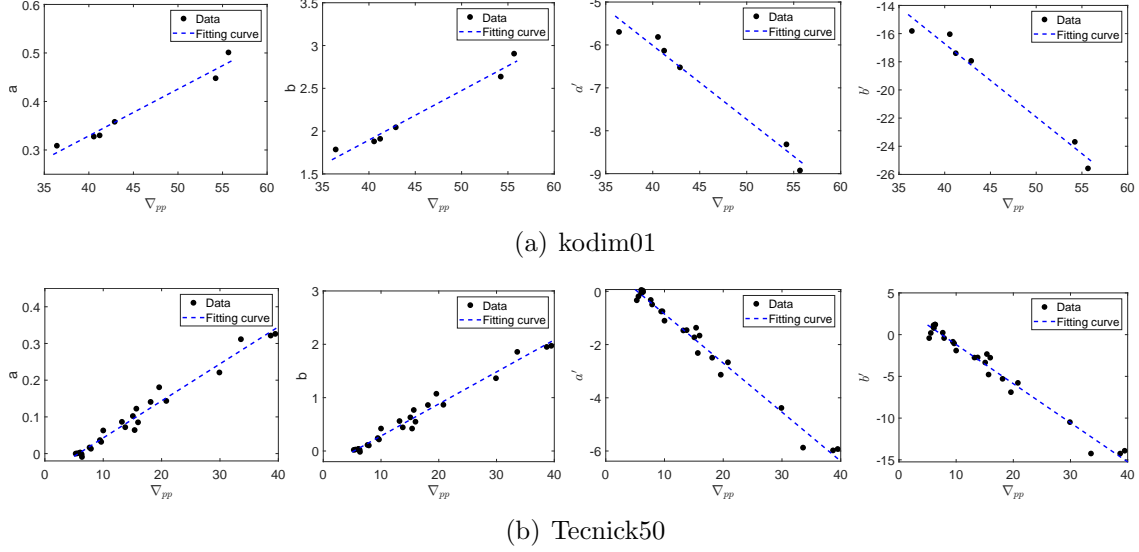 0.6
0.5
0.4
0.3
a
35 40 45 50 55 60
∇pp
Data
Fitting curve
3.5
3
2.5
2
1.5
b
35 40 45 50 55 60
∇pp
Data
Fitting curve
-5
-6
-7
-8
-9
a′
35 40 45 50 55 60
∇pp
Data
Fitting curve
-14
-16
-18
-20
-22
-24
-26
b′
35 40 45 50 55 60
∇pp
Data
Fitting curve
(a) kodim01
0.4
0.3
0.2
0.1
0
a
0 10 20 30 40
∇pp
Data
Fitting curve
3
2
1
0
b
0 10 20 30 40
∇pp
Data
Fitting curve
0
-2
-4
-6
a′
0 10 20 30 40
∇pp
Data
Fitting curve
5
0
-5
-10
-15
b′
0 10 20 30 40
∇pp
Data
Fitting curve
(b) Tecnick50